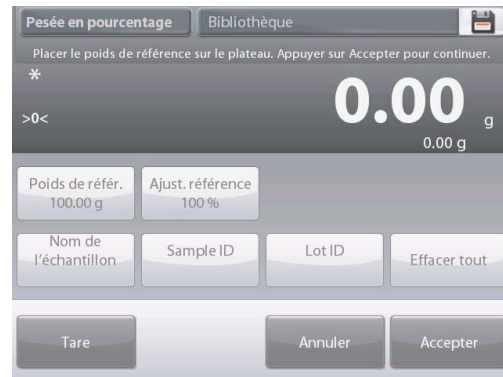 Pesée en pourcentage
Bibliothèque
Placer le poids de référence sur le plateau. Appuyer sur Accepter pour continuer.
*
>0<
0.00 g
0.00 g
Poids de référ.
100.00 g
Ajust. référence
100 %
Nom de
l'échantillon
Sample ID
Lot ID
Effacer tout
Tare
Annuler
Accepter